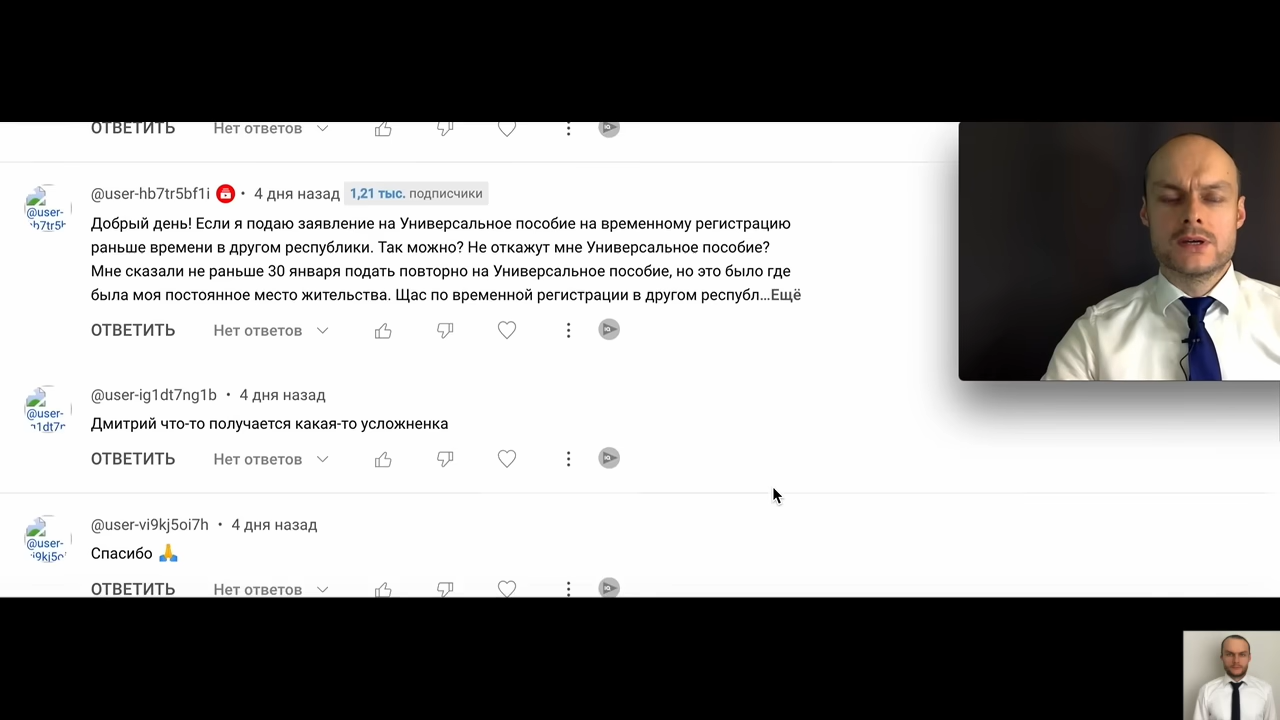 ОТВЕТИТЬ Нет ответов
@user-hb7tr5bf1i • 4 дня назад 1,21 тыс. подписчики
@user-
Добрый день! Если я подаю заявление на Универсальное пособие на временному регистрацию
раньше времени в другом республики. Так можно? Не откажут мне Универсальное пособие?
Мне сказали не раньше 30 января подать повторно на Универсальное пособие, но это было где
была моя постоянное место жительства. Щас по временной регистрации в другом республ...Ещё
ОТВЕТИТЬ Нет ответов
@user-ig1dt7ng1b • 4 дня назад
@user-
Дмитрий что-то получается какая-то усложненка
ОТВЕТИТЬ Нет ответов
@user-vi9kj5oi7h • 4 дня назад
@user-
Спасибо 🙏
ОТВЕТИТЬ Нет ответов